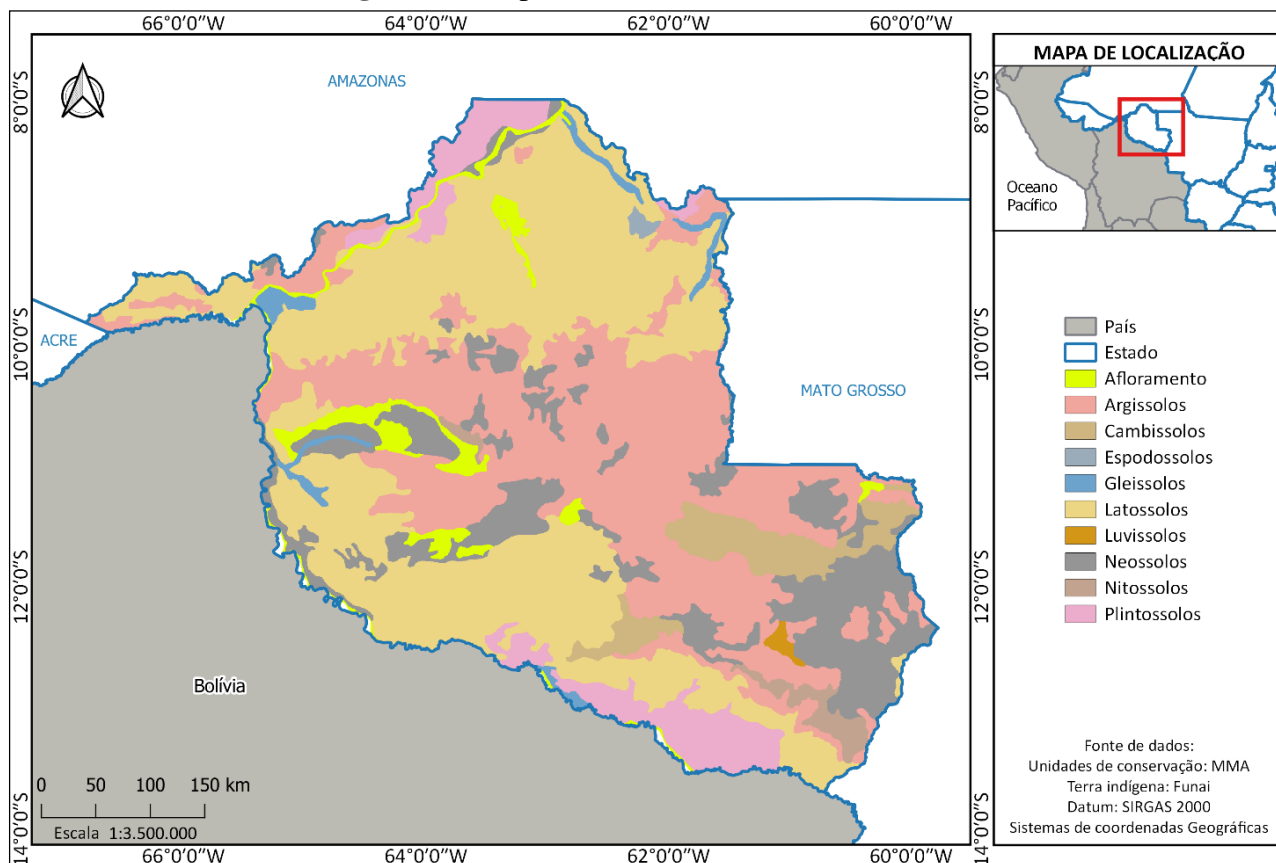 66°0'0"W 64°0'0"W 62°0'0"W 60°0'0"W
8°0'0"S
10°0'0"S
12°0'0"S
14°0'0"S
AMAZONAS
ACRE
MATO GROSSO
Bolívia
0 50 100 150 km
Escala 1:3.500.000
66°0'0"W 64°0'0"W 62°0'0"W 60°0'0"W
8°0'0"S
10°0'0"S
12°0'0"S
14°0'0"S
MAPA DE LOCALIZAÇÃO
Oceano
Pacífico
País
Estado
Afloramento
Argissolos
Cambissolos
Espodossolos
Gleissolos
Latossolos
Luvissolos
Neossolos
Nitossolos
Plintossolos
Fonte de dados:
Unidades de conservação: MMA
Terra indígena: Funai
Datum: SIRGAS 2000
Sistemas de coordenadas Geográficas